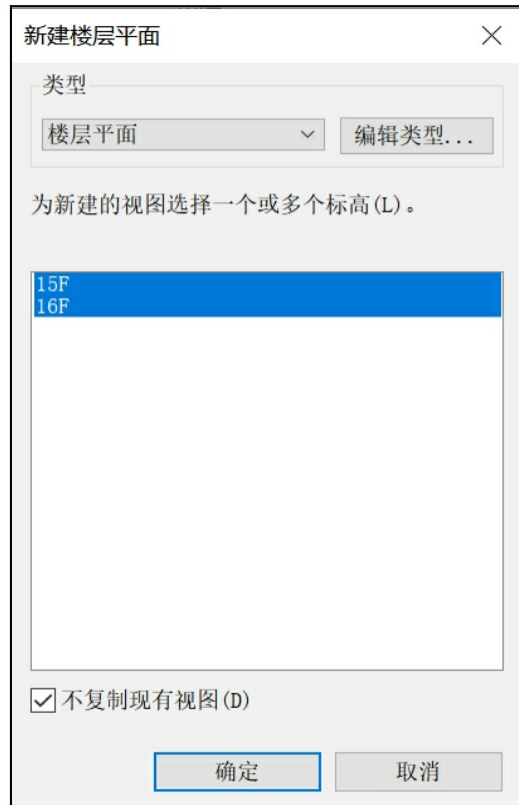 新建楼层平面
类型
楼层平面 编辑类型...
为新建的视图选择一个或多个标高(L)。
15F
16F
不复制现有视图(D)
确定 取消